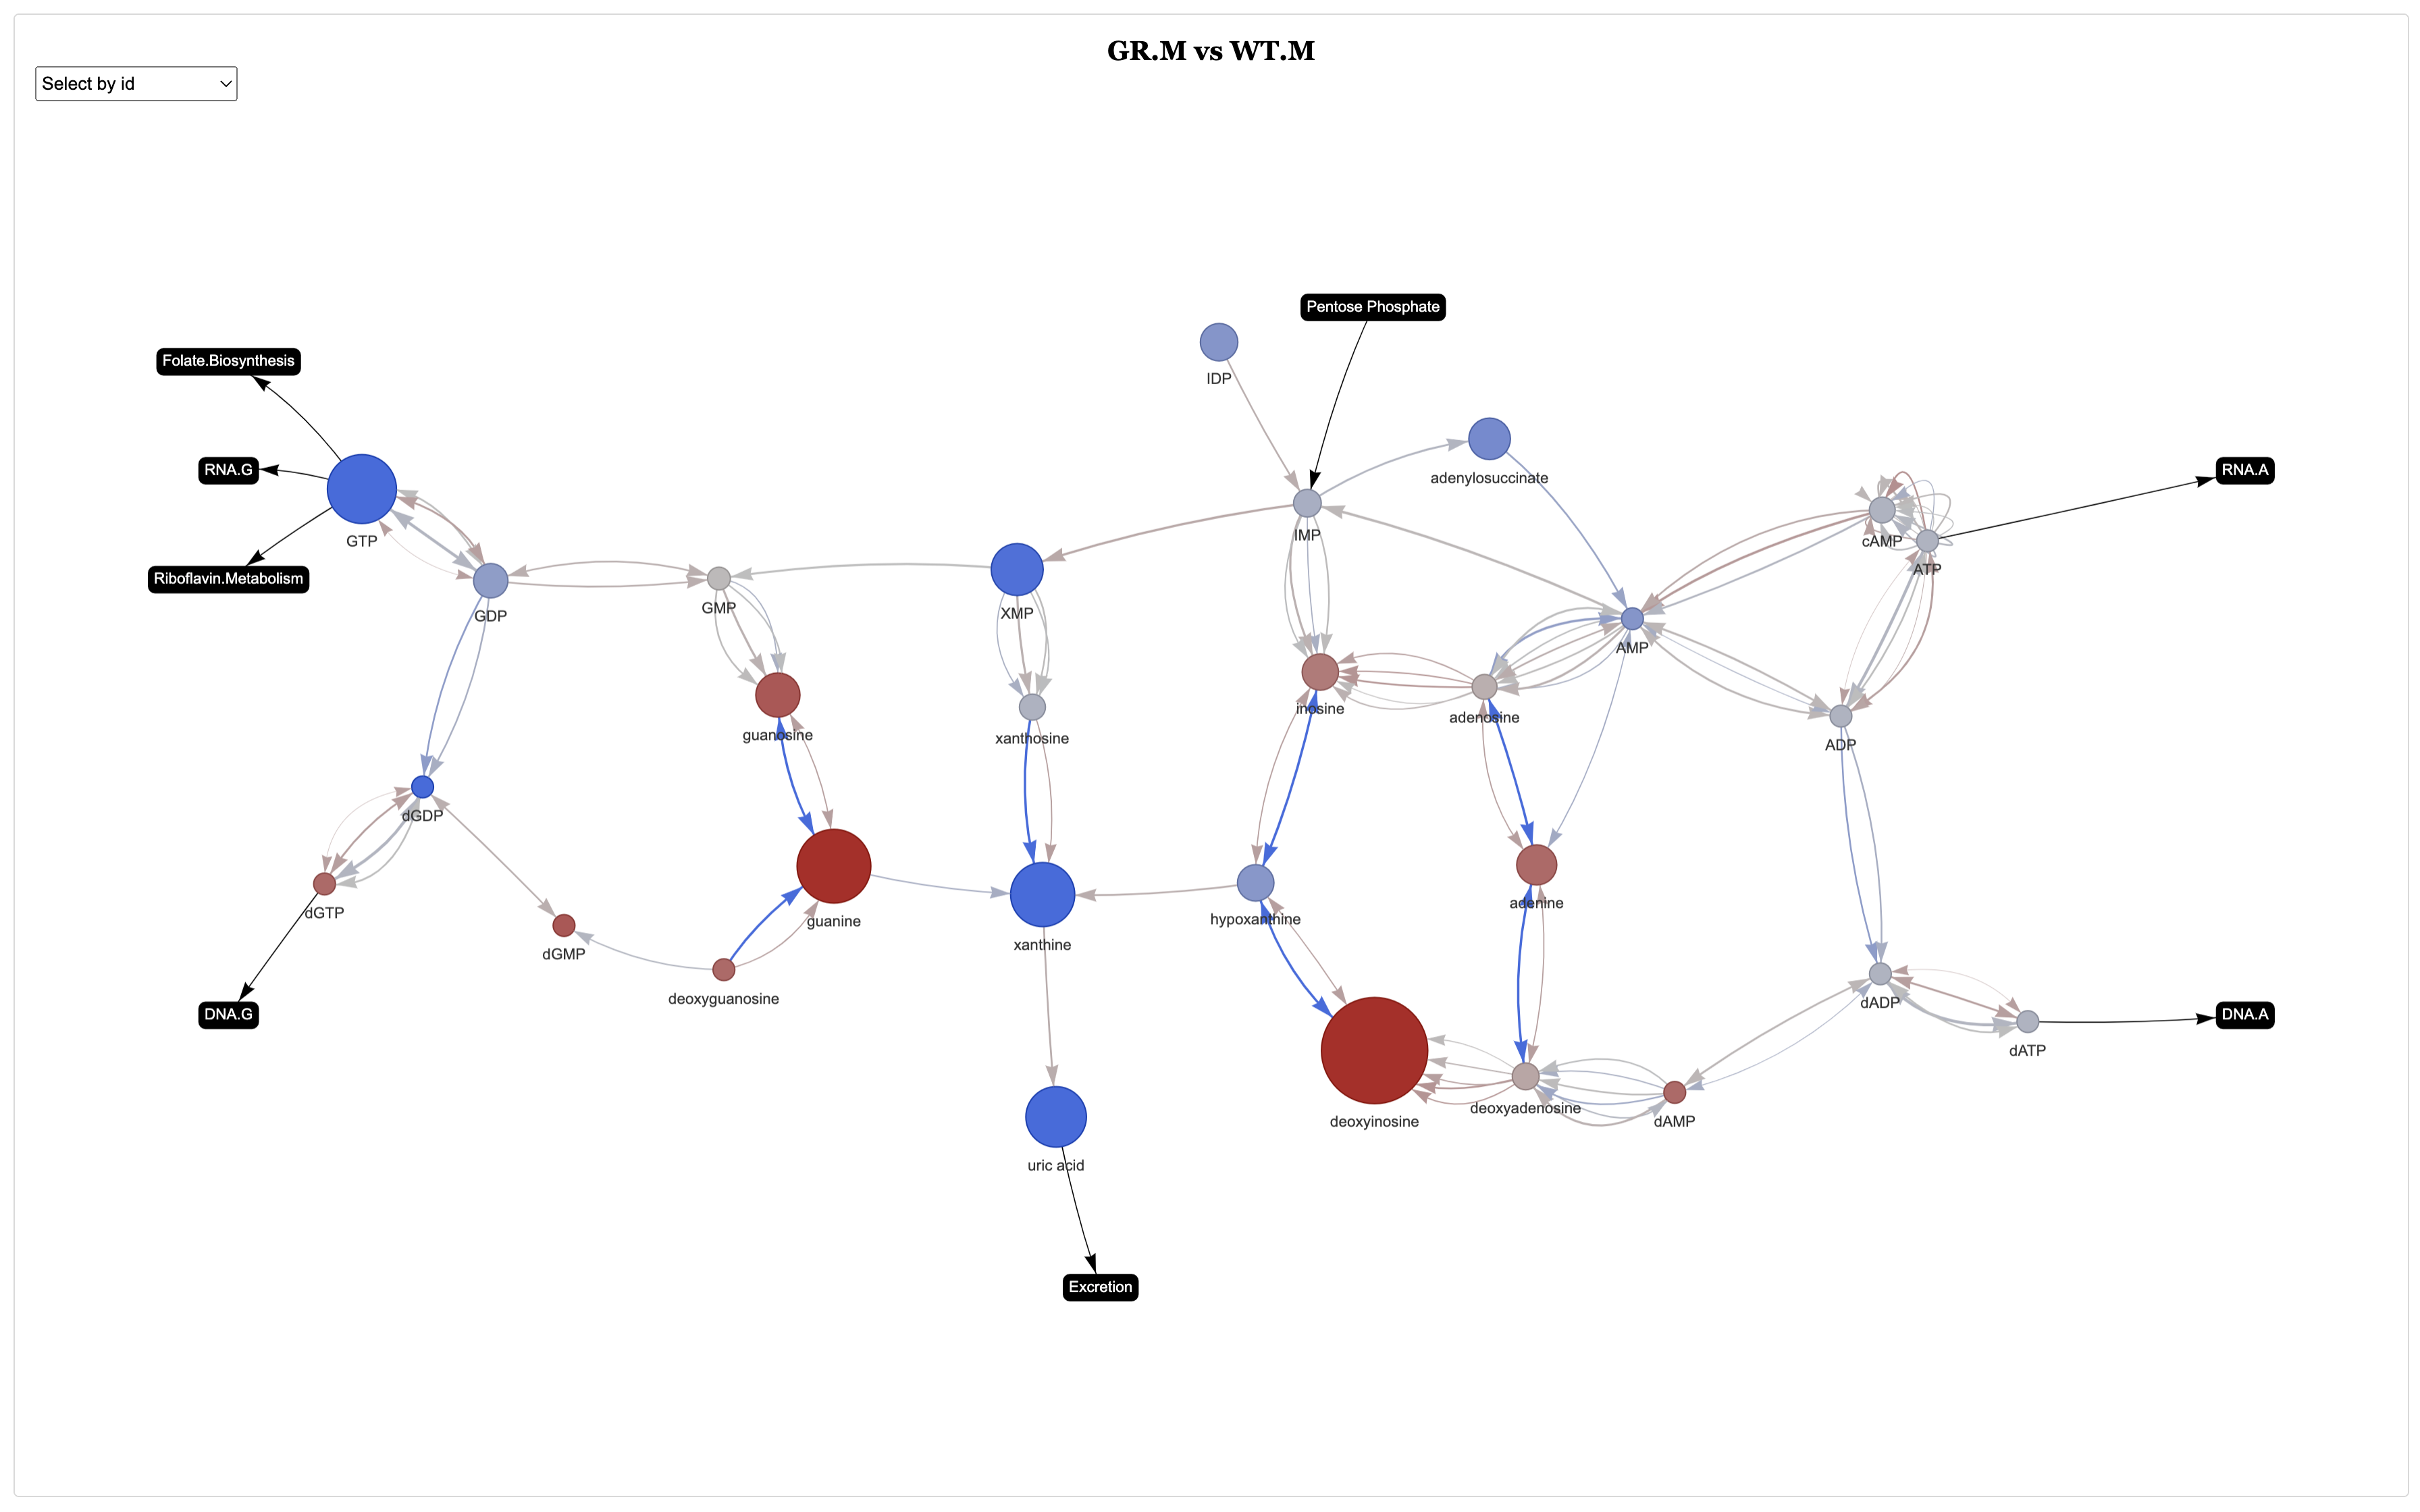 GR.M vs WT.M
Select by id
Pentose Phosphate
IDP
Folate.Biosynthesis
RNA.G
adenylosuccinate
RNA.A
GTP
IMP
cAMP
ATP
Riboflavin.Metabolism
GDP
GMP
XMP
AMP
inosine
adenosine
guanosine
xanthosine
ADP
dGDP
dGTP
adenine
guanine
hypoxanthine
xanthine
dGMP
deoxyguanosine
dADP
DNA.G
DNA.A
dATP
deoxyinosine
deoxyadenosine
dAMP
uric acid
Excretion